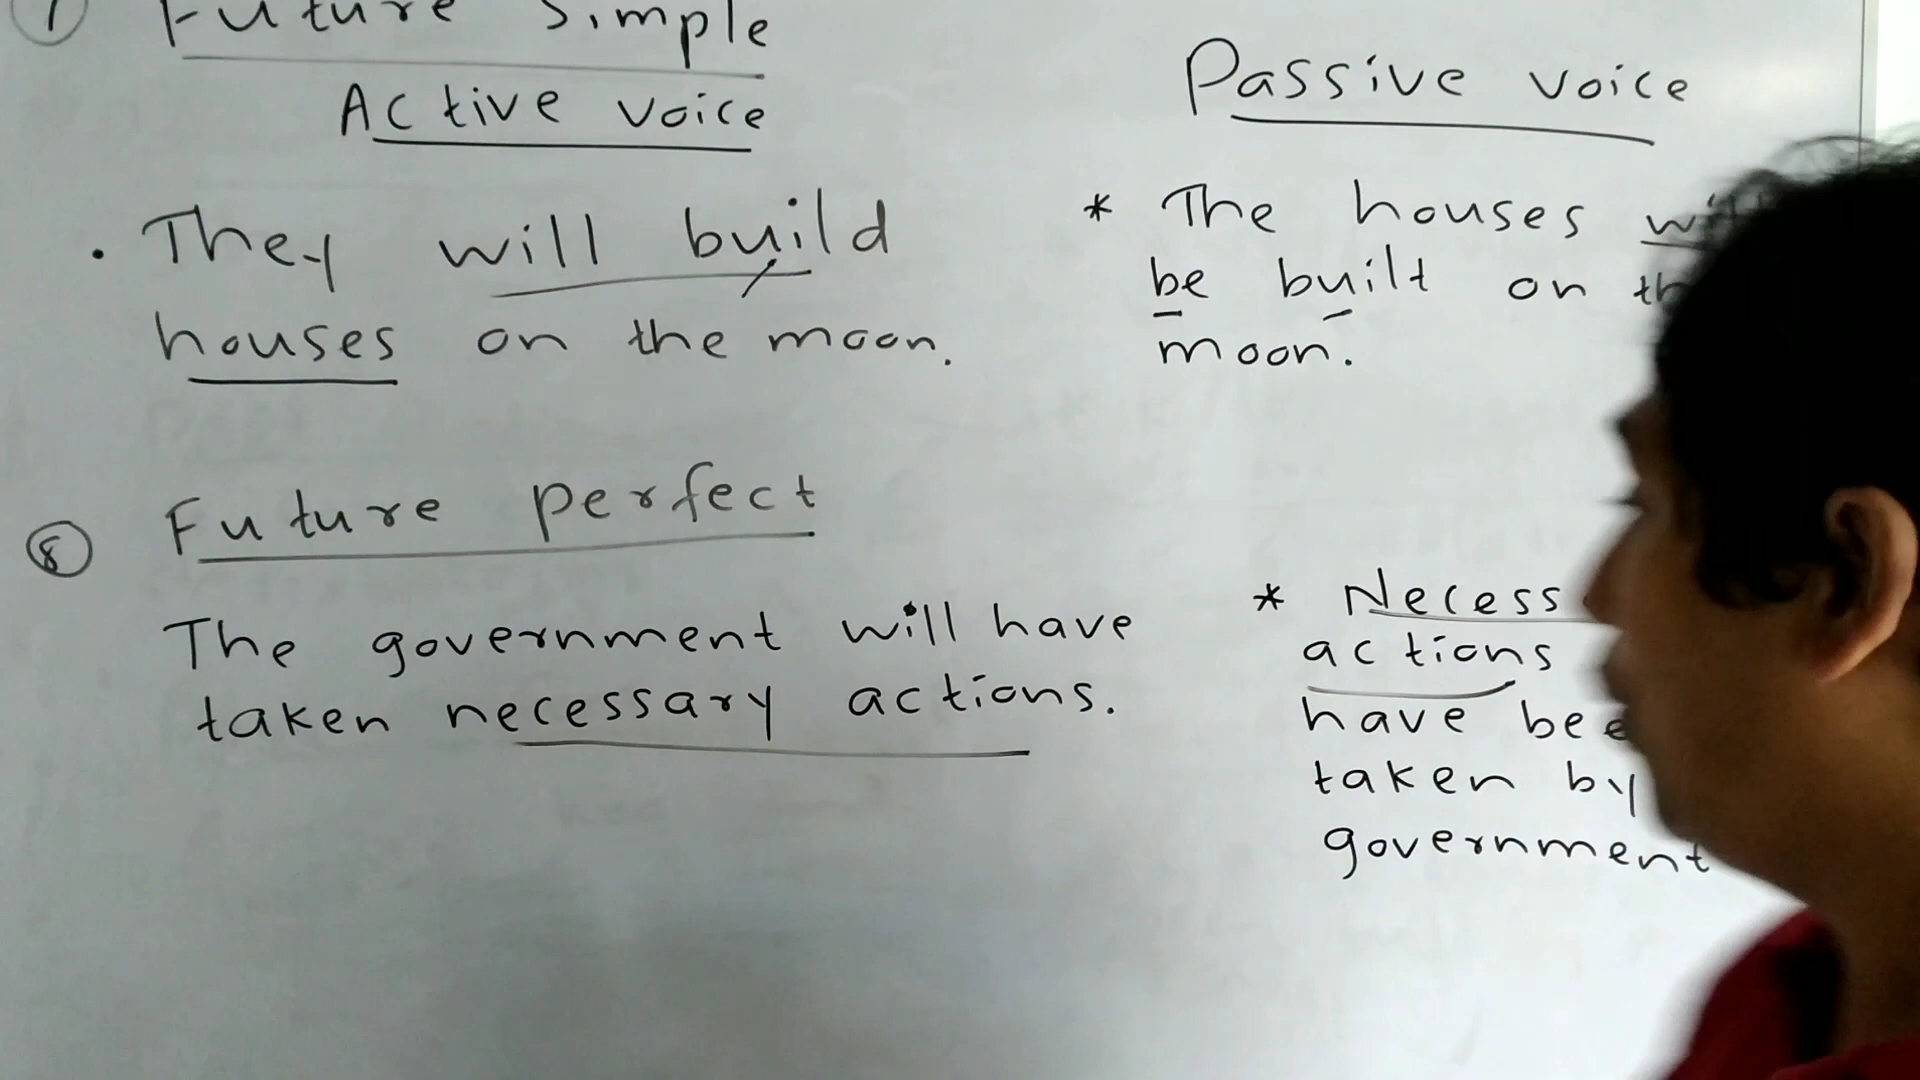 Future Simple
Active voice
Passive voice
. They will build
houses on the moon.
* The houses
be built on
moon.
8 Future perfect
The government will have
taken necessary actions.
* Necess
actions
have bee
taken by
government